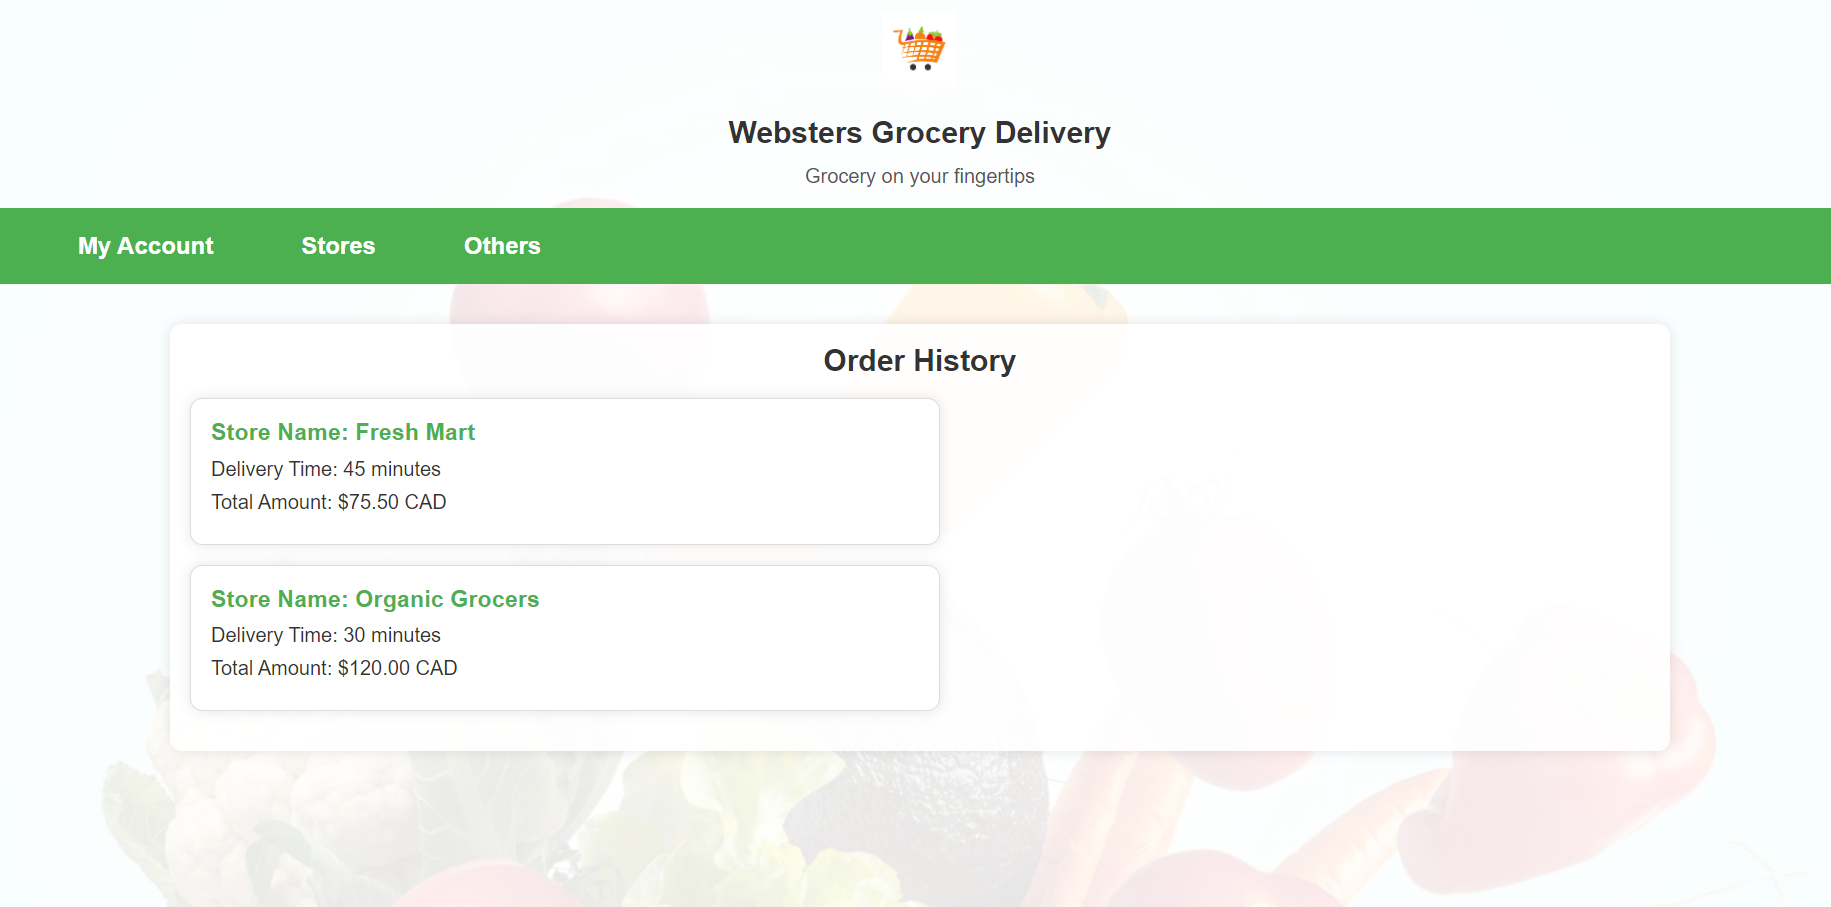 Websters Grocery Delivery
Grocery on your fingertips
My Account Stores Others
Order History
Store Name: Fresh Mart
Delivery Time: 45 minutes
Total Amount: $75.50 CAD
Store Name: Organic Grocers
Delivery Time: 30 minutes
Total Amount: $120.00 CAD